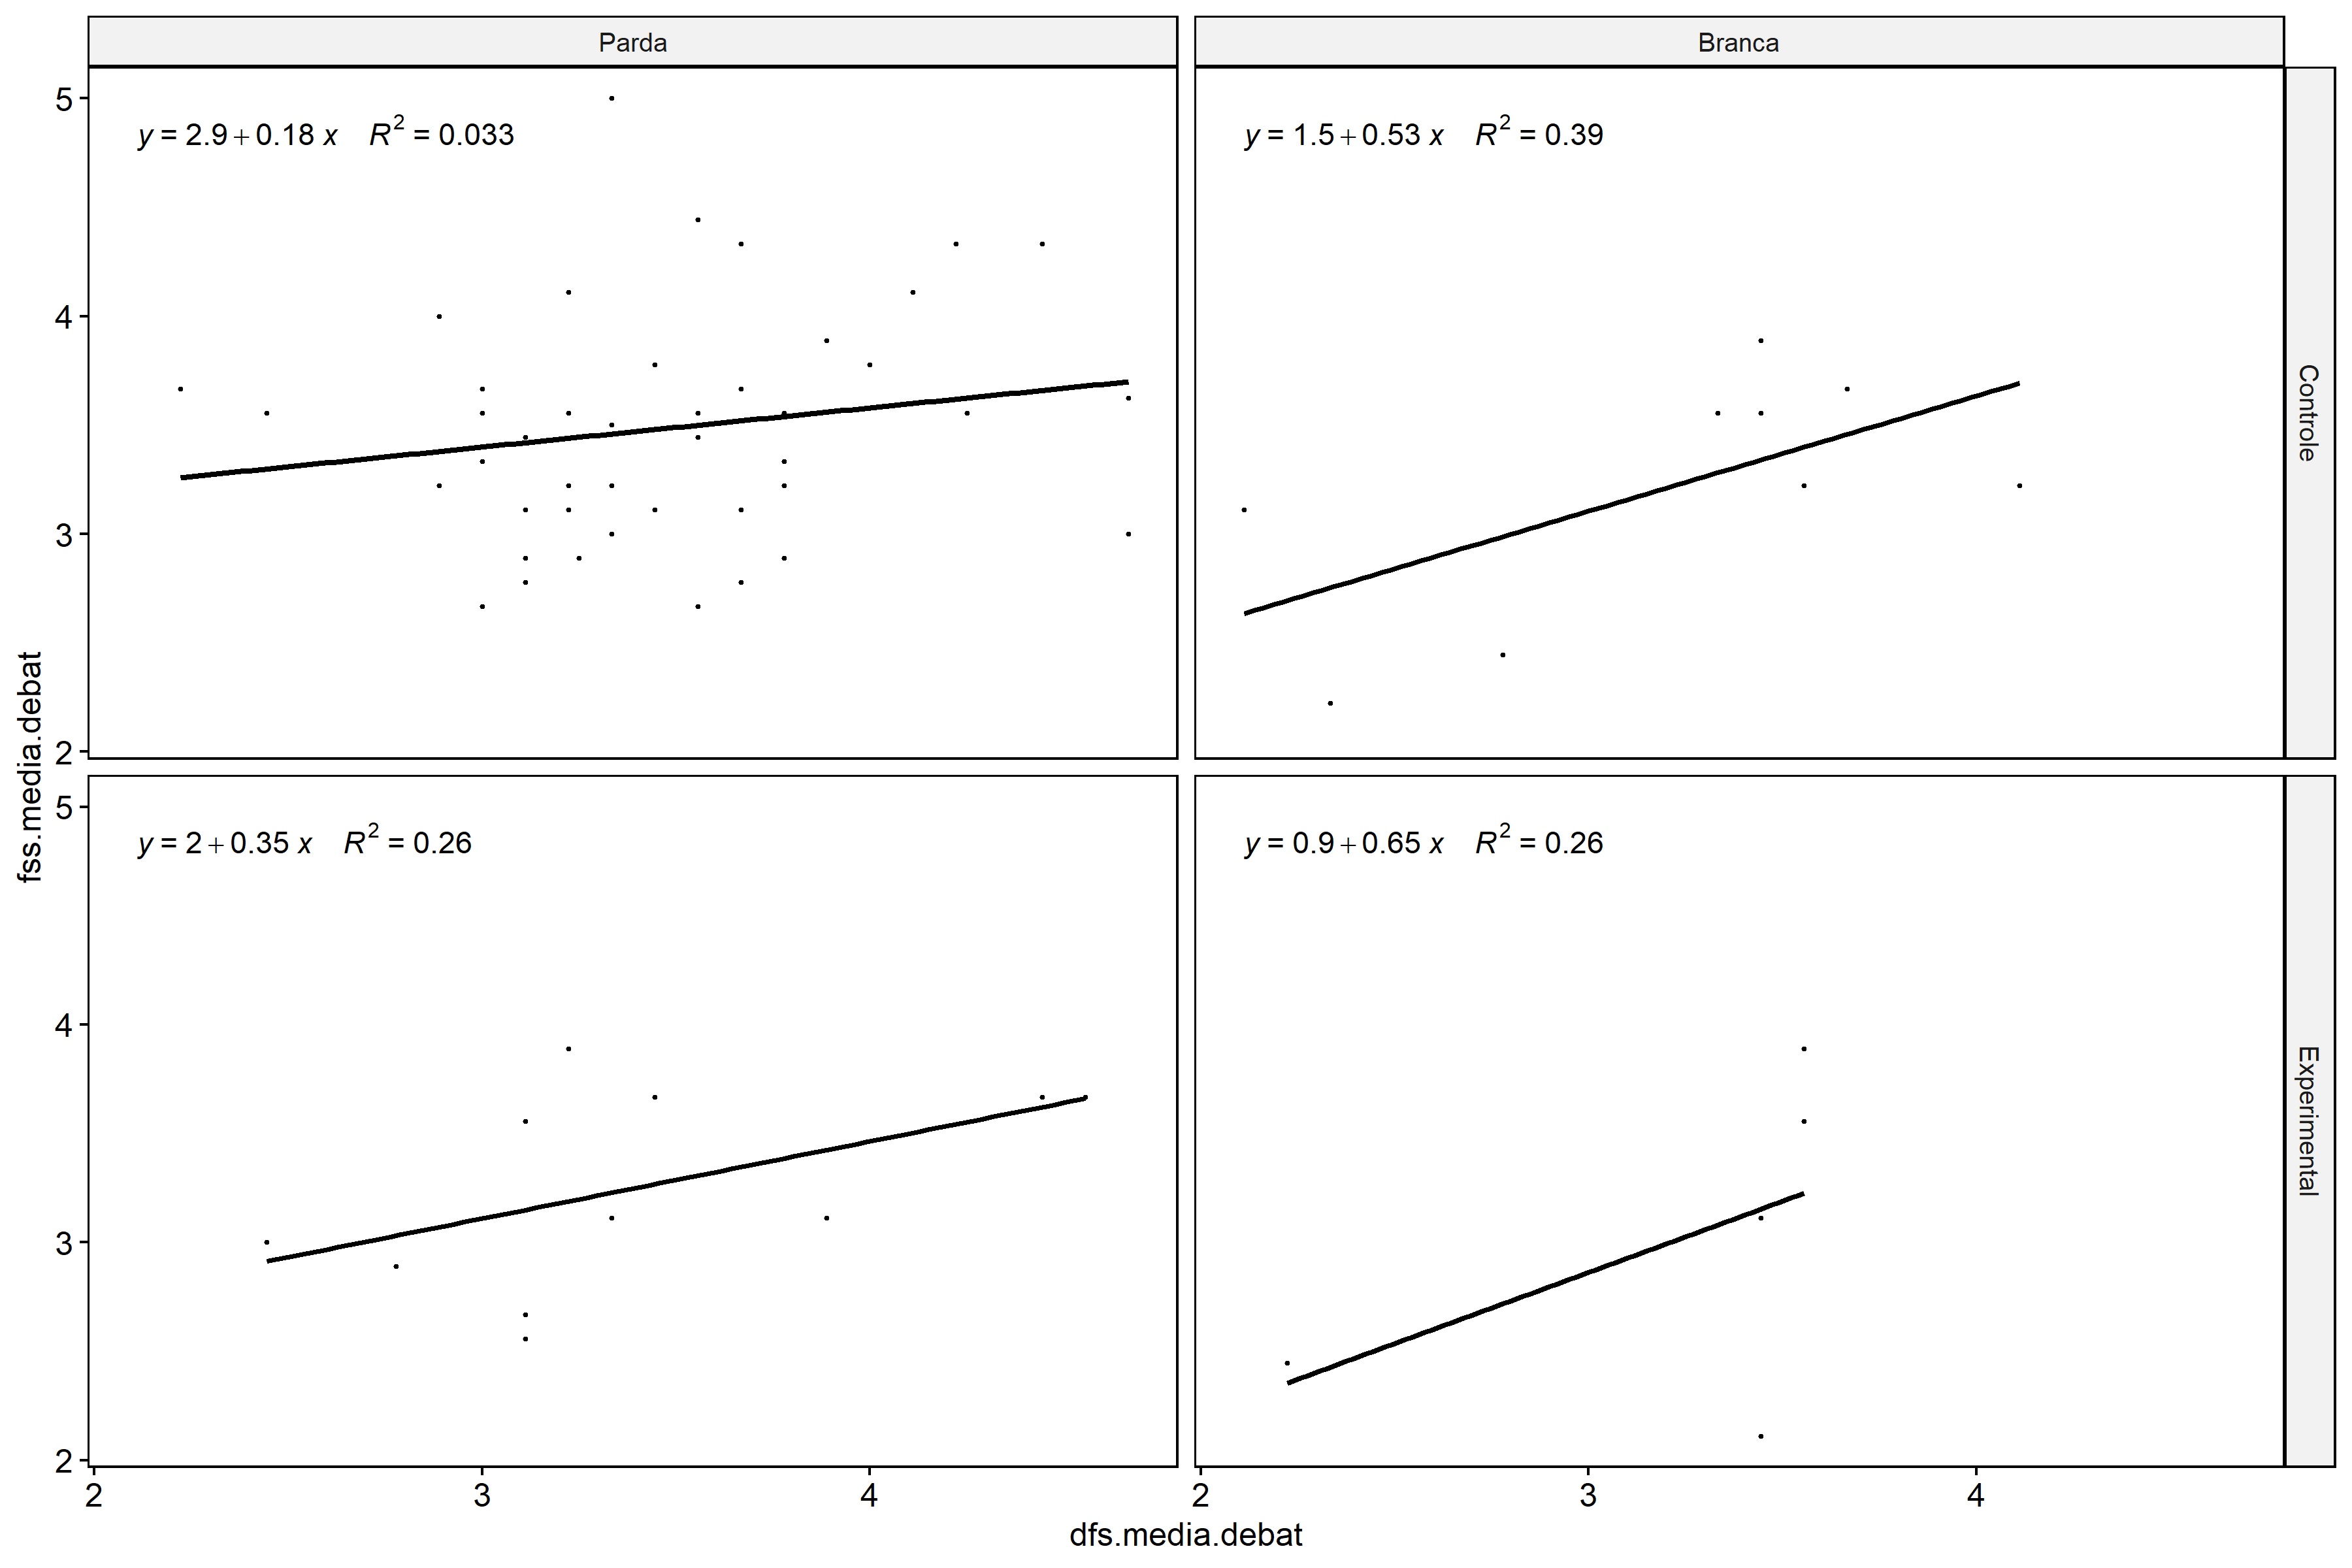 Parda
Branca
y = 2.9 + 0.18 x   R² = 0.033
y = 1.5 + 0.53 x   R² = 0.39
5
4
3
2
Controle
y = 2 + 0.35 x   R² = 0.26
y = 0.9 + 0.65 x   R² = 0.26
5
4
3
2
Experimental
fss.media.debat
2 3 4 2 3 4
dfs.media.debat